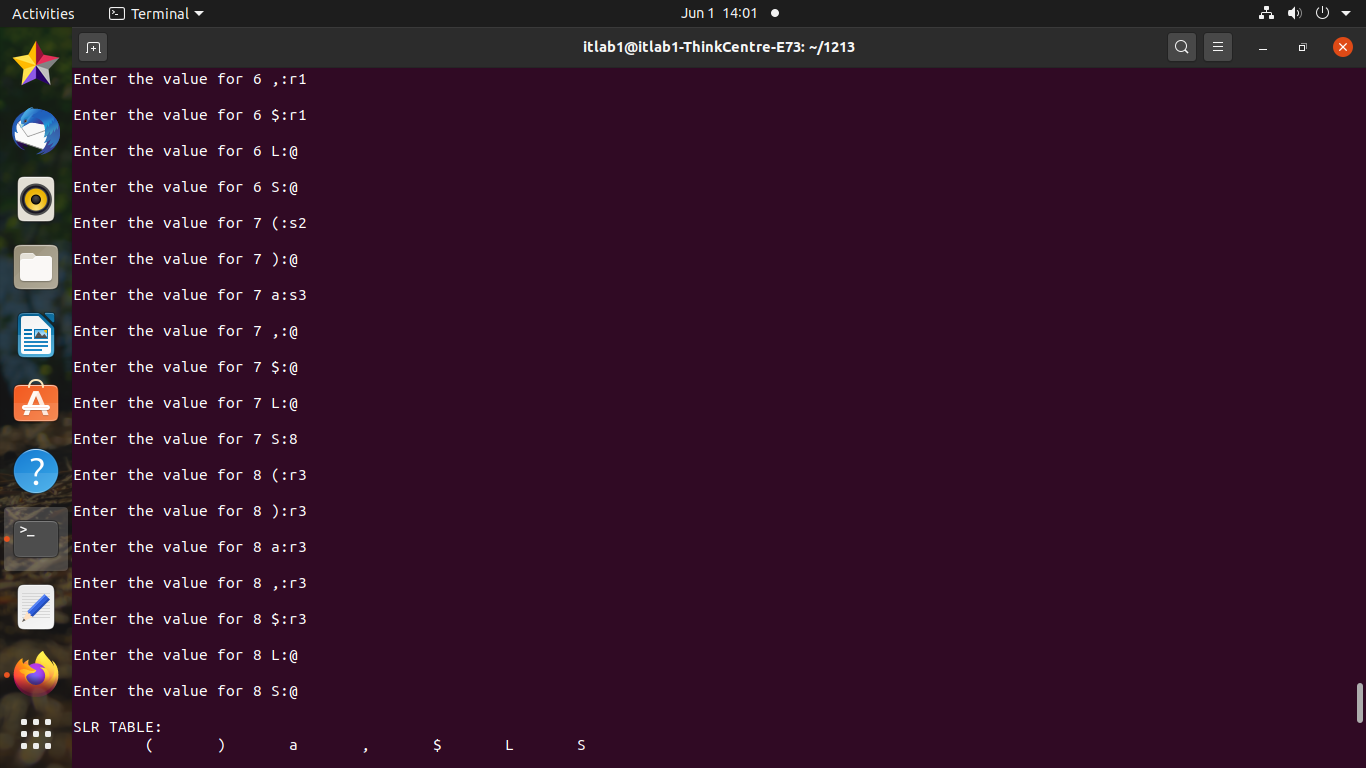 Activities Terminal Jun 1 14:01
itlab1@itlab1-ThinkCentre-E73: ~/1213
Enter the value for 6 ,:r1
Enter the value for 6 $:r1
Enter the value for 6 L:@
Enter the value for 6 S:@
Enter the value for 7 (:s2
Enter the value for 7 ):@
Enter the value for 7 a:s3
Enter the value for 7 ,:@
Enter the value for 7 $:@
Enter the value for 7 L:@
Enter the value for 7 S:8
Enter the value for 8 (:r3
Enter the value for 8 ):r3
Enter the value for 8 a:r3
Enter the value for 8 ,:r3
Enter the value for 8 $:r3
Enter the value for 8 L:@
Enter the value for 8 S:@
SLR TABLE:
( ) a , $ L S